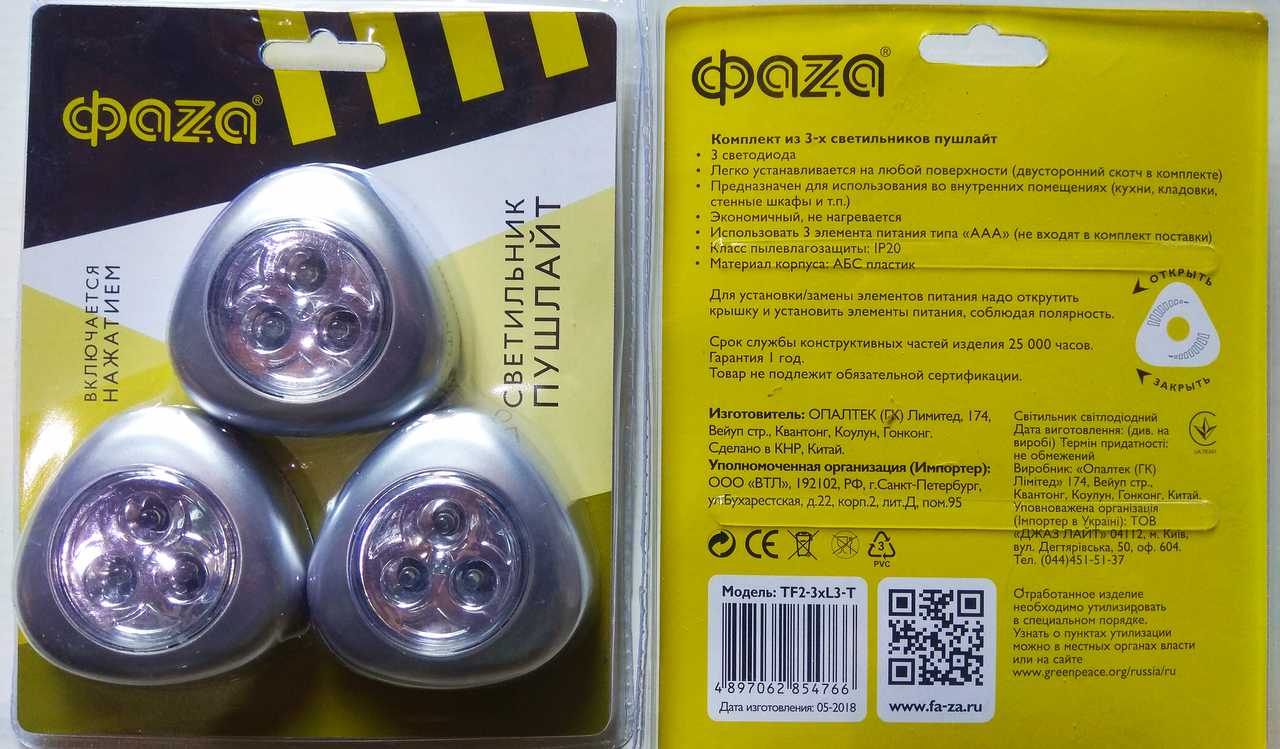 фаzа®
ВКЛЮЧАЕТСЯ
НАЖАТИЕМ
СВЕТИЛЬНИК
ПУШЛАЙТ
фаzа®
Комплект из 3-х светильников пушлайт
• 3 светодиода
• Легко устанавливается на любой поверхности (двусторонний скотч в комплекте)
• Предназначен для использования во внутренних помещениях (кухни, кладовки,
стенные шкафы и т.п.)
• Экономичный, не нагревается
• Использовать 3 элемента питания типа «ААА» (не входят в комплект поставки)
• Класс пылевлагозащиты: IP20
• Материал корпуса: АБС пластик
ОТКРЫТЬ
ЗАКРЫТЬ
Для установки/замены элементов питания надо открутить
крышку и установить элементы питания, соблюдая полярность.
Срок службы конструктивных частей изделия 25 000 часов.
Гарантия 1 год.
Товар не подлежит обязательной сертификации.
Изготовитель: ОПАЛТЕК (ГК) Лимитед, 174,
Вейуп стр., Квантонг, Коулун, Гонконг.
Сделано в КНР, Китай.
Уполномоченная организация (Импортер):
ООО «ВТЛ», 192102, РФ, г.Санкт-Петербург,
ул.Бухарестская, д.22, корп.2, лит.Д, пом.95
Світильник світлодіодний
Дата виготовлення: (див. на
виробі) Термін придатності:
не обмежений
Виробник: «Опалтек (ГК)
Лімітед» 174, Вейуп стр.,
Квантонг, Коулун, Гонконг. Китай.
Уповноважена організація
(Імпортер в Україні): ТОВ
«ДЖАЗ ЛАЙТ» 04112, м. Київ,
вул. Дегтярівська, 50, оф. 604.
Тел. (044)451-51-37
CE
3
PVC
Модель: TF2-3xL3-T
4 897062 854766
Дата изготовления: 05-2018
www.fa-za.ru
Отработанное изделие
необходимо утилизировать
в специальном порядке.
Узнать о пунктах утилизации
можно в местных органах власти
или на сайте
www.greenpeace.org/russia/ru